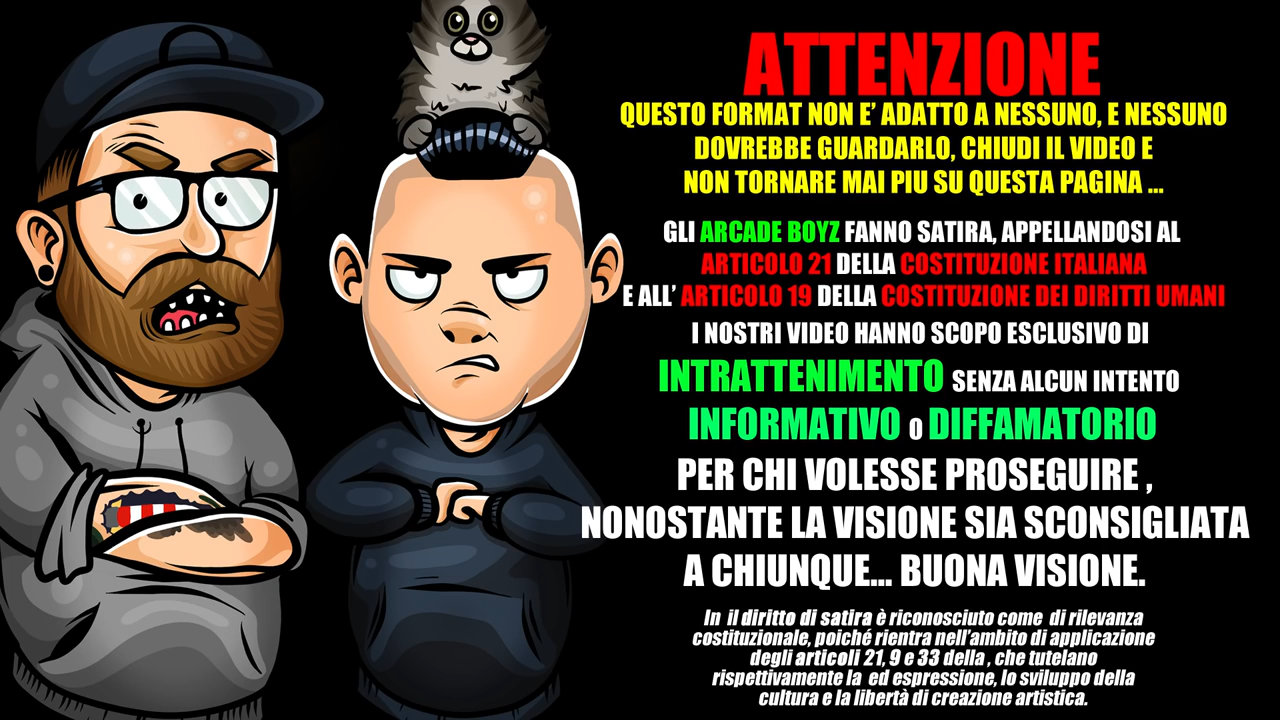 ATTENZIONE
QUESTO FORMAT NON E' ADATTO A NESSUNO, E NESSUNO
DOVREBBE GUARDARLO, CHIUDI IL VIDEO E
NON TORNARE MAI PIU SU QUESTA PAGINA ...
GLI ARCADE BOYZ FANNO SATIRA, APPELLANDOSI AL
ARTICOLO 21 DELLA COSTITUZIONE ITALIANA
E ALL' ARTICOLO 19 DELLA COSTITUZIONE DEI DIRITTI UMANI
I NOSTRI VIDEO HANNO SCOPO ESCLUSIVO DI
INTRATTENIMENTO SENZA ALCUN INTENTO
INFORMATIVO O DIFFAMATORIO
PER CHI VOLESSE PROSEGUIRE ,
NONOSTANTE LA VISIONE SIA SCONSIGLIATA
A CHIUNQUE... BUONA VISIONE.
In il diritto di satira è riconosciuto come di rilevanza
costituzionale, poiché rientra nell'ambito di applicazione
degli articoli 21, 9 e 33 della , che tutelano
rispettivamente la ed espressione, lo sviluppo della
cultura e la libertà di creazione artistica.